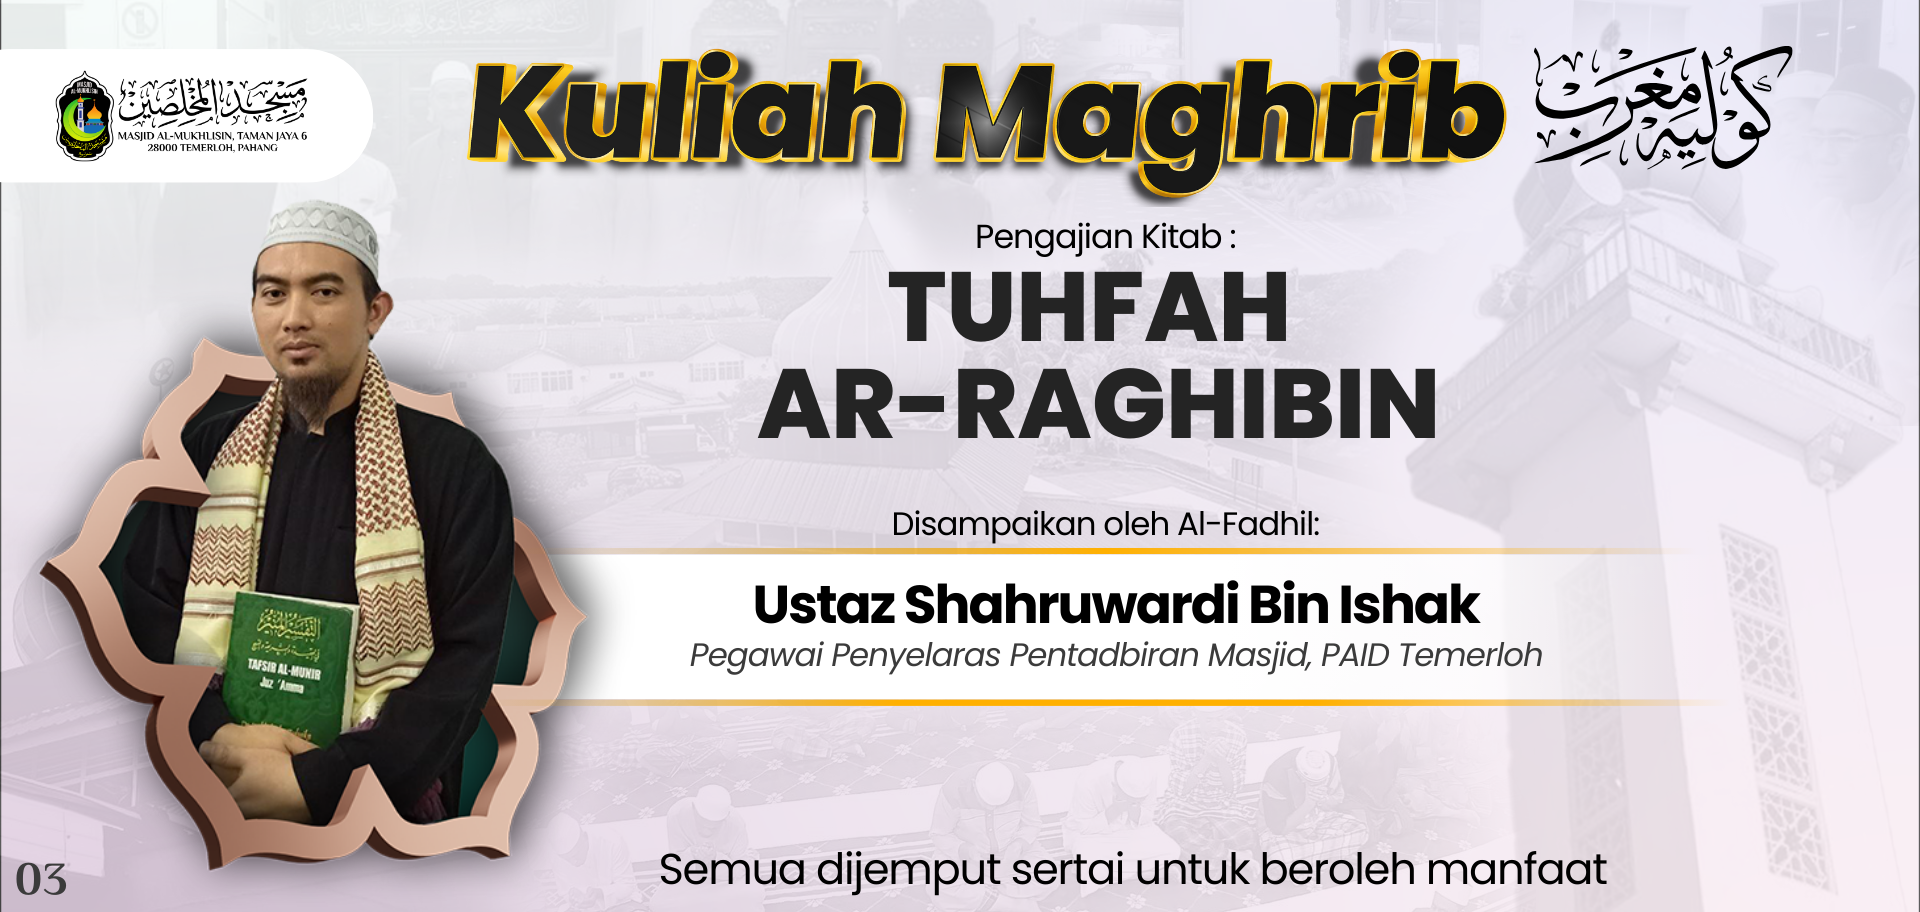 مسجد المخلصين
MASJID AL-MUKHLISIN, TAMAN JAYA 6
28000 TEMERLOH, PAHANG
Kuliah Maghrib
كوليه مغرب
Pengajian Kitab :
TUHFAH
AR-RAGHIBIN
Disampaikan oleh Al-Fadhil:
Ustaz Shahruwardi Bin Ishak
Pegawai Penyelaras Pentadbiran Masjid, PAID Temerloh
التفسير المنير
TAFSIR AL-MUNIR
Juz 'Amma
Semua dijemput sertai untuk beroleh manfaat
03